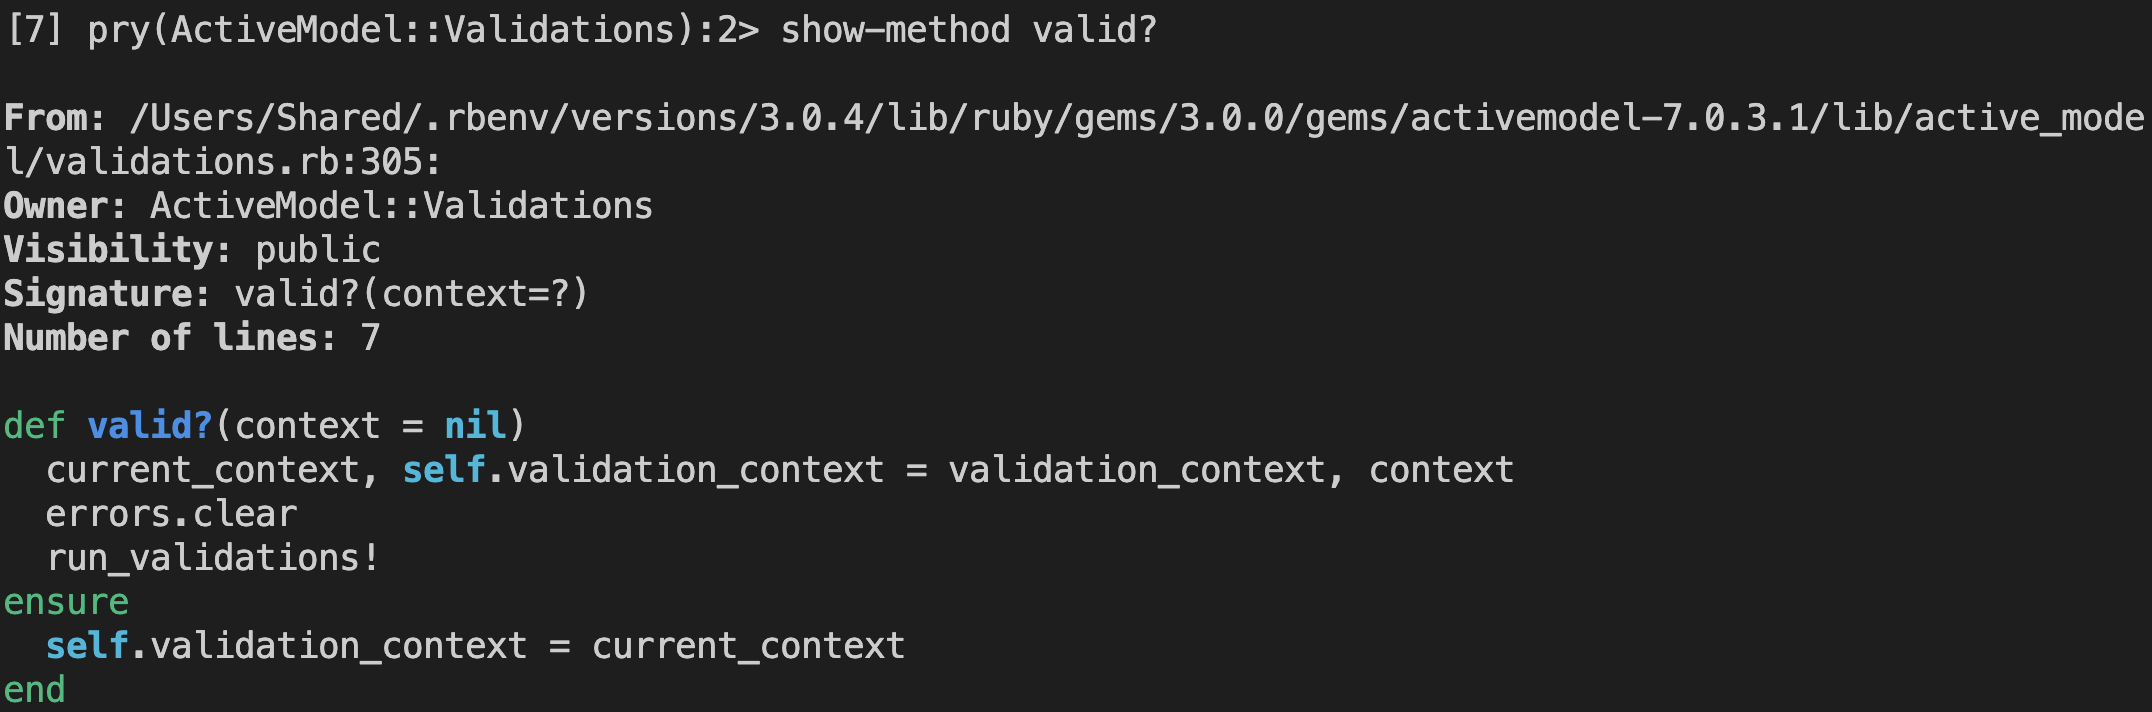 [7] pry(ActiveModel::Validations):2> show-method valid?
From: /Users/Shared/.rbenv/versions/3.0.4/lib/ruby/gems/3.0.0/gems/activemodel-7.0.3.1/lib/active_mode
l/validations.rb:305:
Owner: ActiveModel::Validations
Visibility: public
Signature: valid?(context=?)
Number of lines: 7
def valid?(context = nil)
  current_context, self.validation_context = validation_context, context
  errors.clear
  run_validations!
ensure
  self.validation_context = current_context
end